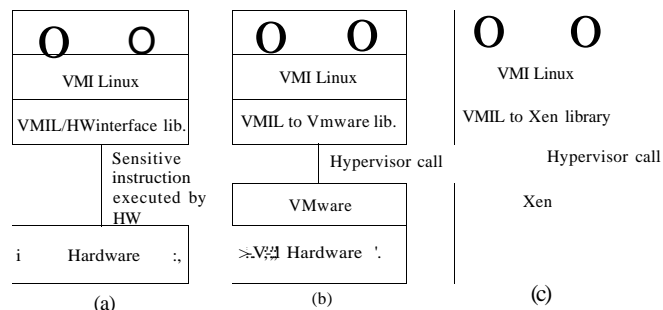 O O
VMI Linux
VMIL/HWinterface lib.
Sensitive
instruction
executed by
HW
i Hardware :,
(a)
O O
VMI Linux
VMIL to Vmware lib.
Hypervisor call
VMware
Hardware '.
(b)
O O
VMI Linux
VMIL to Xen library
Hypervisor call
Xen
(c)